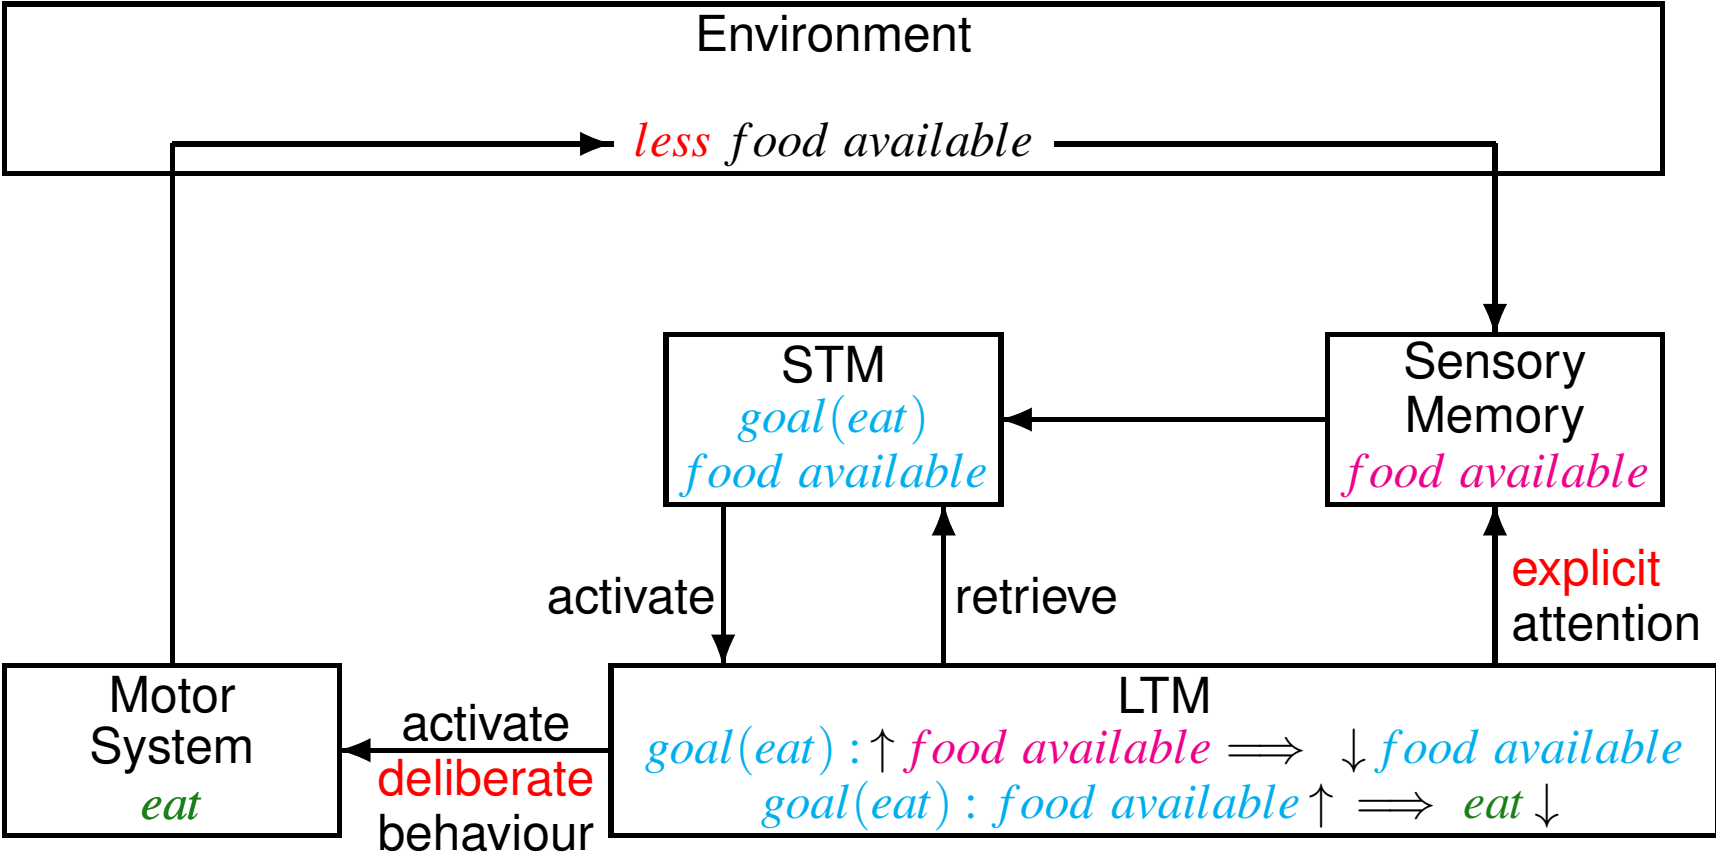 Environment
less food available
STM
goal(eat)
food available
Sensory
Memory
food available
activate
retrieve
explicit
attention
Motor
System
eat
activate
deliberate
behaviour
LTM
goal(eat) : ↑ food available ⟹ ↓ food available
goal(eat) : food available ↑ ⟹ eat ↓